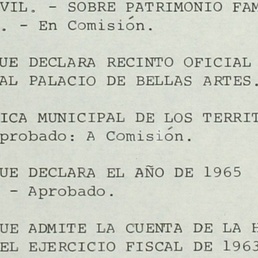 VIL. - SOBRE PATRIMONIO FAM
. - En Comisión.
UE DECLARA RECINTO OFICIAL
AL PALACIO DE BELLAS ARTES.
ICA MUNICIPAL DE LOS TERRIT
probado: A Comisión.
UE DECLARA EL AÑO DE 1965
- Aprobado.
UE ADMITE LA CUENTA DE LA H
EL EJERCICIO FISCAL DE 1963